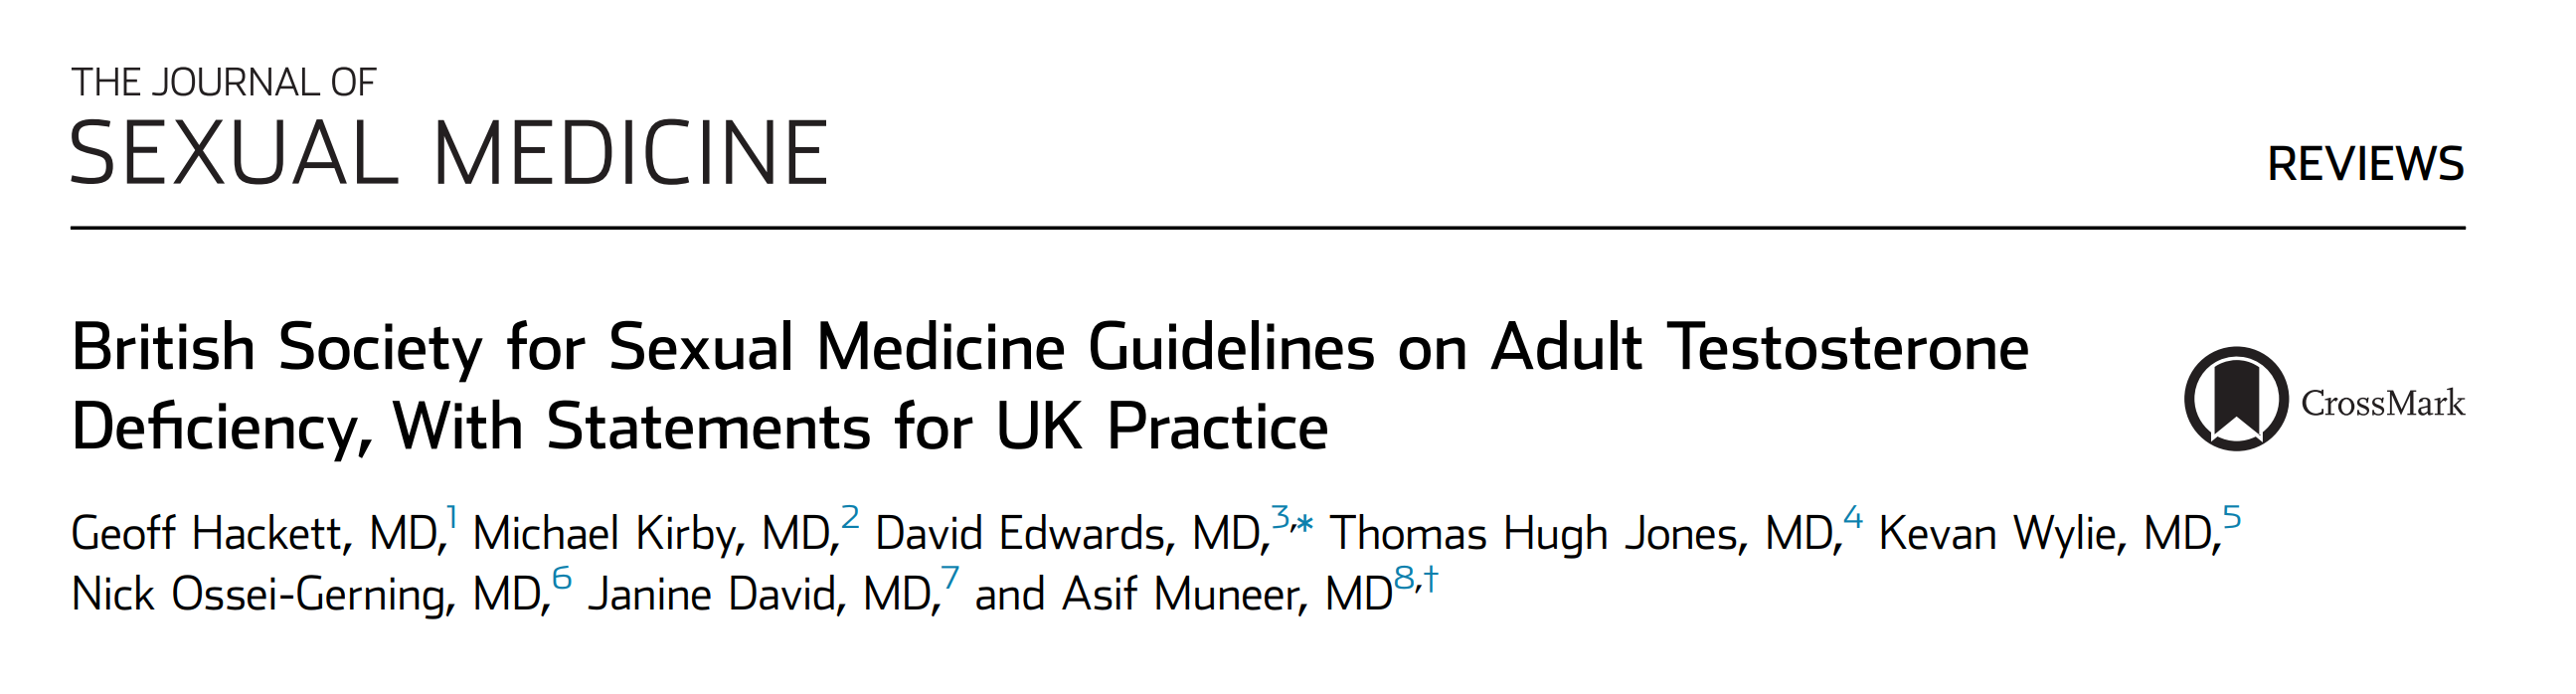 THE JOURNAL OF
SEXUAL MEDICINE
REVIEWS
British Society for Sexual Medicine Guidelines on Adult Testosterone
Deficiency, With Statements for UK Practice
CrossMark
Geoff Hackett, MD,1 Michael Kirby, MD,2 David Edwards, MD,3,* Thomas Hugh Jones, MD,4 Kevan Wylie, MD,5
Nick Ossei-Gerning, MD,6 Janine David, MD,7 and Asif Muneer, MD8,†